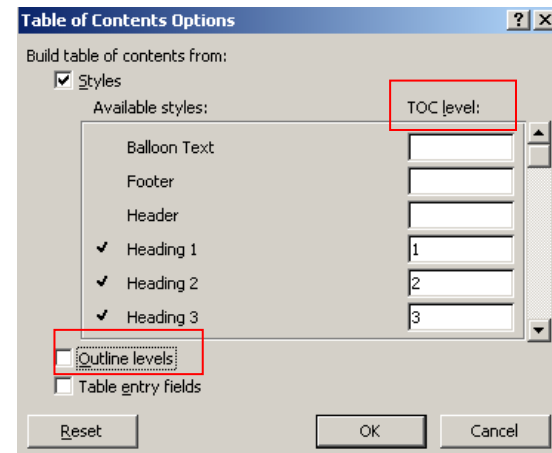 Table of Contents Options
Build table of contents from:
Styles
Available styles: TOC level:
Balloon Text
Footer
Header
Heading 1 1
Heading 2 2
Heading 3 3
Outline levels
Table entry fields
Reset OK Cancel